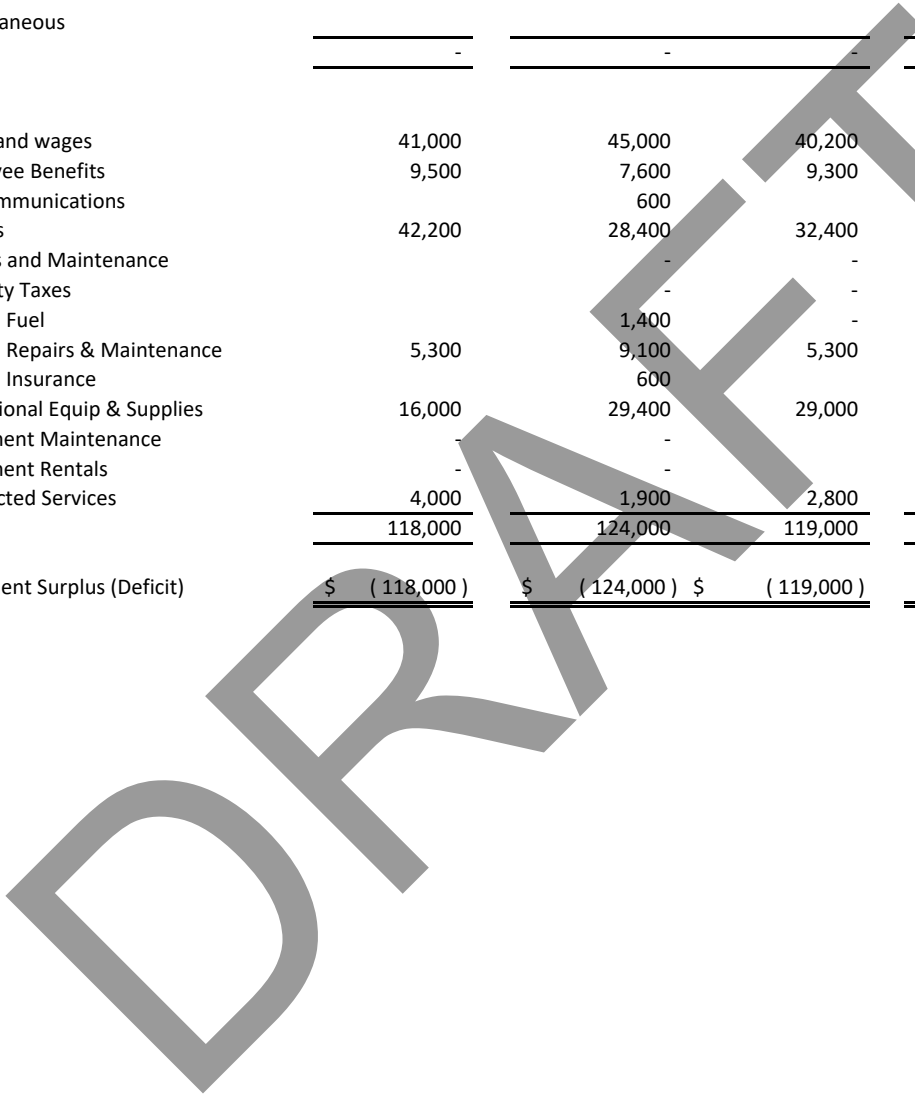 aneous
- - -
and wages 41,000 45,000 40,200
vee Benefits 9,500 7,600 9,300
mmunications 600
s 42,200 28,400 32,400
s and Maintenance - -
ty Taxes - -
Fuel 1,400 -
Repairs & Maintenance 5,300 9,100 5,300
Insurance 600
ional Equip & Supplies 16,000 29,400 29,000
nent Maintenance - -
nent Rentals - -
cted Services 4,000 1,900 2,800
118,000 124,000 119,000
ent Surplus (Deficit) $ ( 118,000 ) $ ( 124,000 ) $ ( 119,000 )
DRAFT